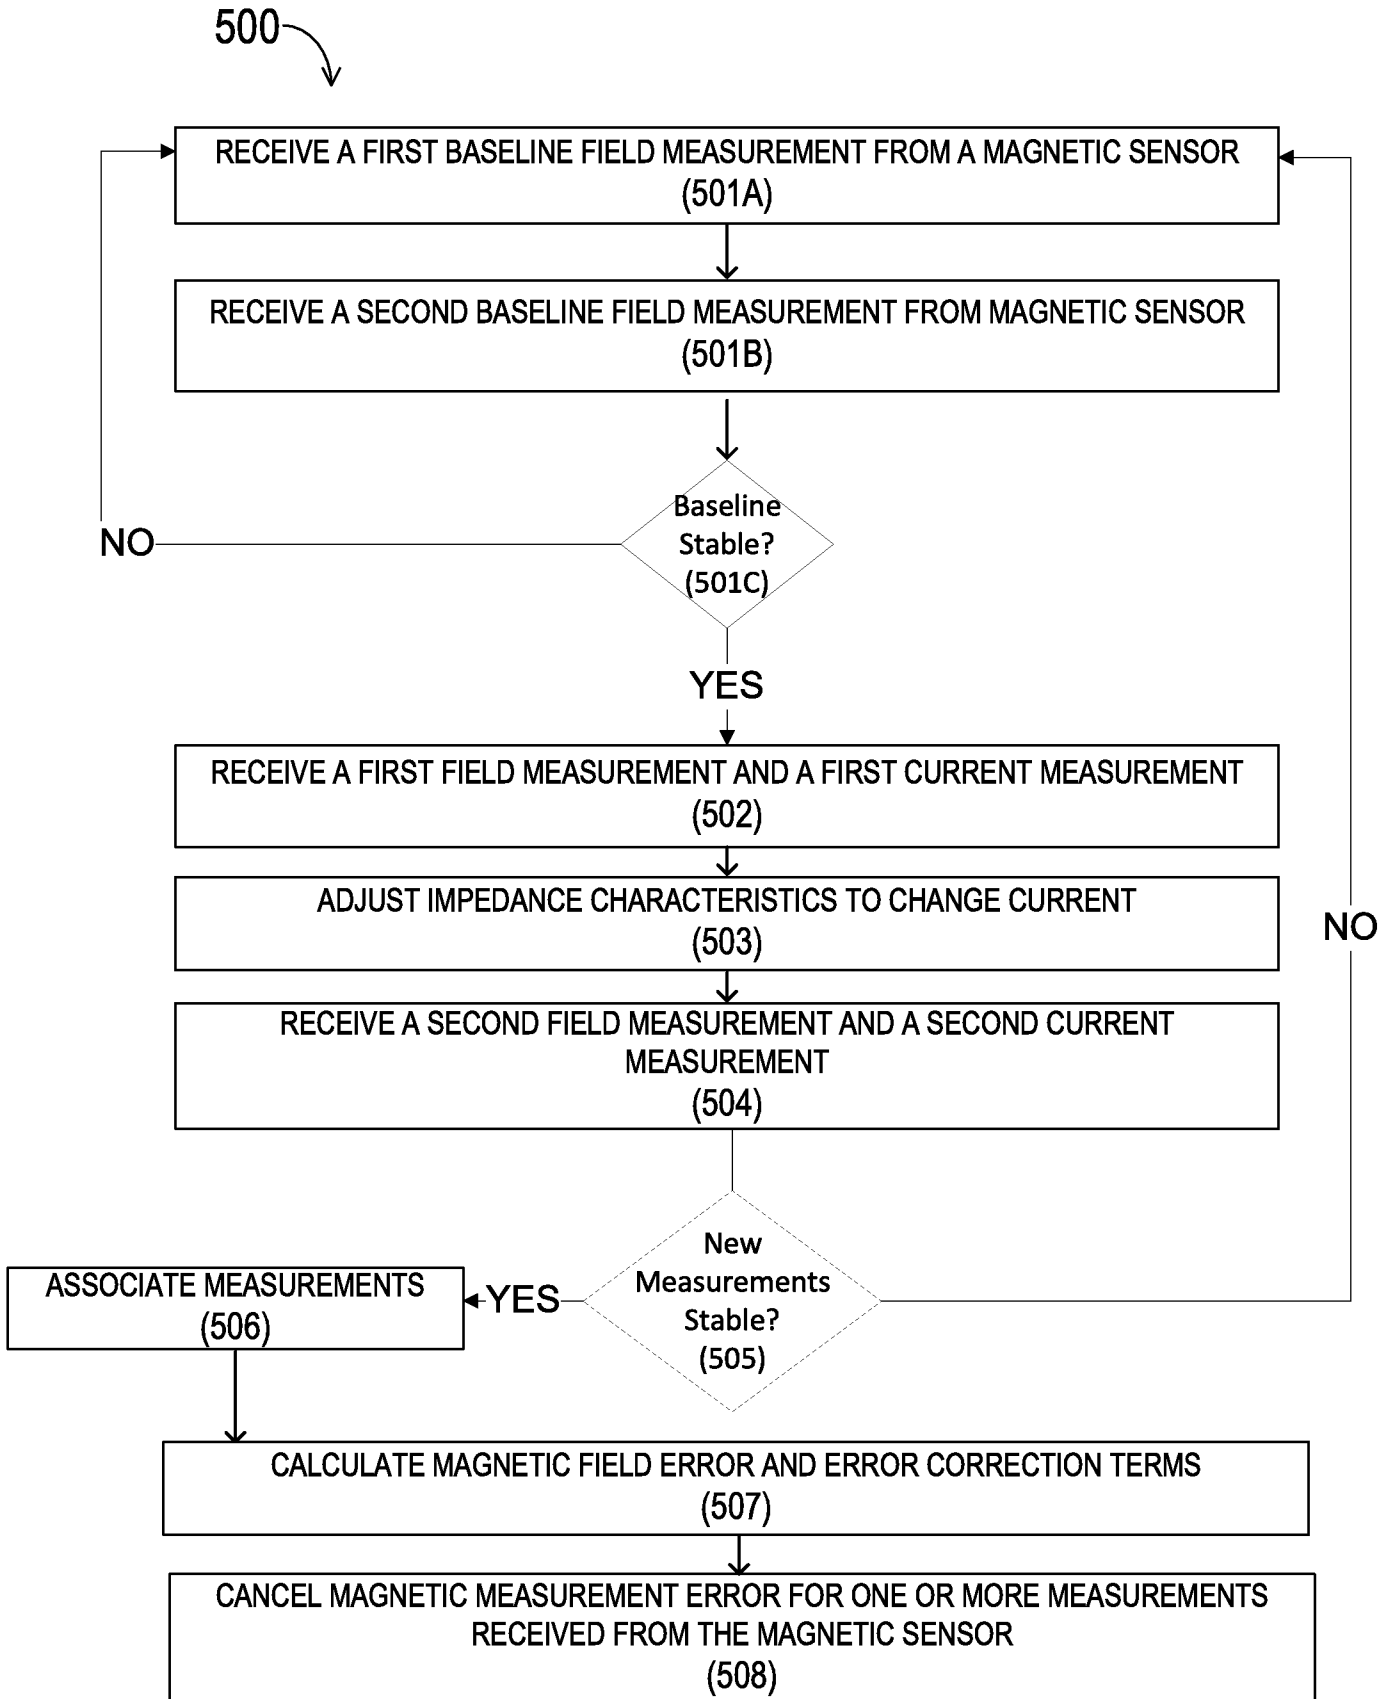 500
RECEIVE A FIRST BASELINE FIELD MEASUREMENT FROM A MAGNETIC SENSOR
(501A)
RECEIVE A SECOND BASELINE FIELD MEASUREMENT FROM MAGNETIC SENSOR
(501B)
Baseline
Stable?
(501C)
NO
YES
RECEIVE A FIRST FIELD MEASUREMENT AND A FIRST CURRENT MEASUREMENT
(502)
ADJUST IMPEDANCE CHARACTERISTICS TO CHANGE CURRENT
(503)
NO
RECEIVE A SECOND FIELD MEASUREMENT AND A SECOND CURRENT
MEASUREMENT
(504)
New
Measurements
Stable?
(505)
YES
ASSOCIATE MEASUREMENTS
(506)
CALCULATE MAGNETIC FIELD ERROR AND ERROR CORRECTION TERMS
(507)
CANCEL MAGNETIC MEASUREMENT ERROR FOR ONE OR MORE MEASUREMENTS
RECEIVED FROM THE MAGNETIC SENSOR
(508)